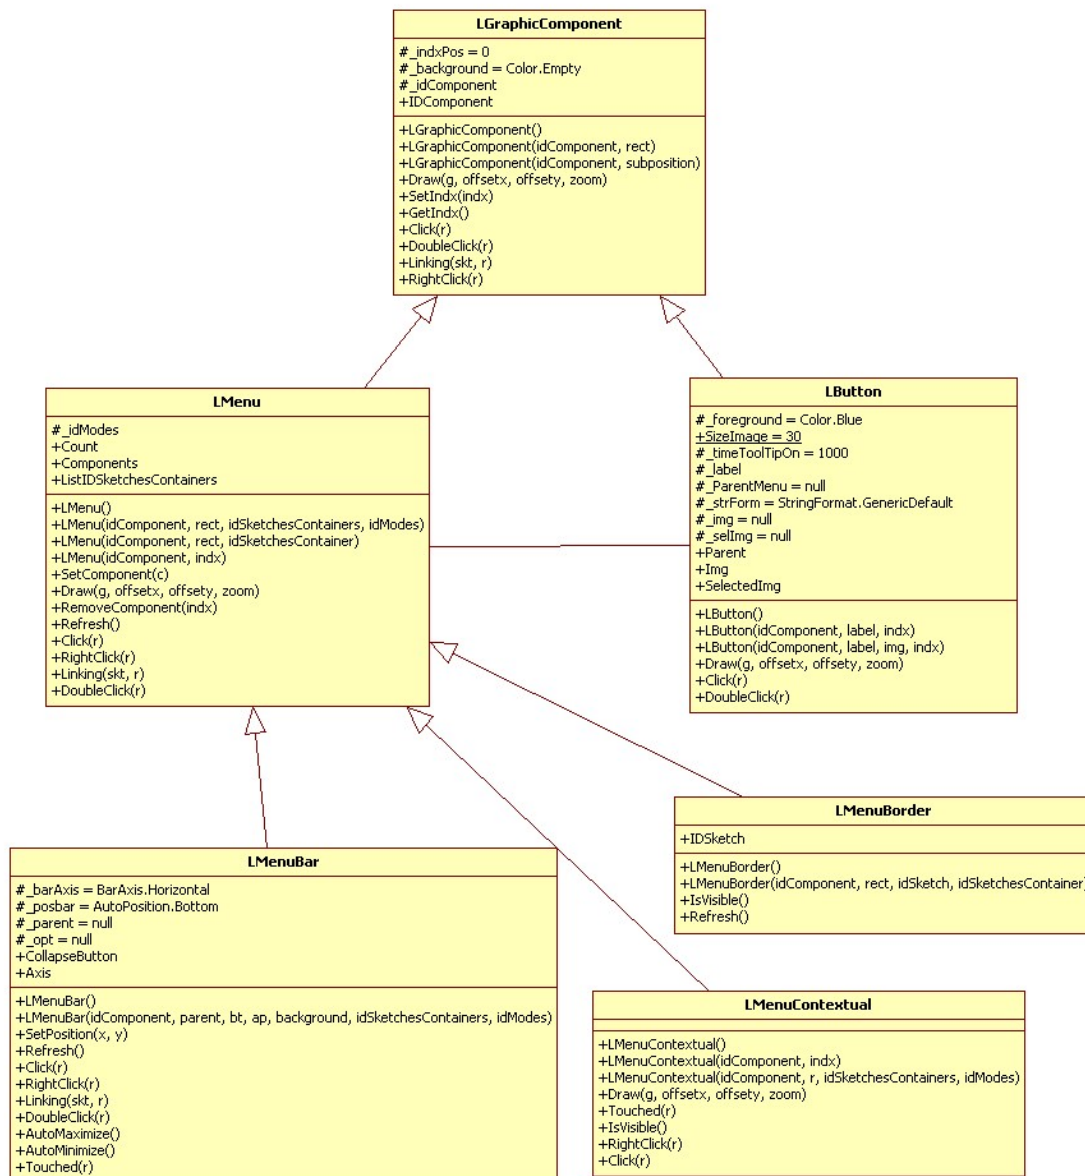 LGraphicComponent
#_indxPos = 0
#_background = Color.Empty
#_idComponent
+IDComponent
+LGraphicComponent()
+LGraphicComponent(idComponent, rect)
+LGraphicComponent(idComponent, subposition)
+Draw(g, offsetx, offsety, zoom)
+SetIndx(indx)
+GetIndx()
+Click(r)
+DoubleClick(r)
+Linking(skt, r)
+RightClick(r)
LMenu
#_idModes
+Count
+Components
+ListIDSketchesContainers
+LMenu()
+LMenu(idComponent, rect, idSketchesContainers, idModes)
+LMenu(idComponent, rect, idSketchesContainer)
+LMenu(idComponent, indx)
+SetComponent(c)
+Draw(g, offsetx, offsety, zoom)
+RemoveComponent(indx)
+Refresh()
+Click(r)
+RightClick(r)
+Linking(skt, r)
+DoubleClick(r)
LButton
#_foreground = Color.Blue
+SizeImage = 30
#_timeToolTipOn = 1000
#_label
#_ParentMenu = null
#_strForm = StringFormat.GenericDefault
#_img = null
#_selImg = null
+Parent
+Img
+SelectedImg
+LButton()
+LButton(idComponent, label, indx)
+LButton(idComponent, label, img, indx)
+Draw(g, offsetx, offsety, zoom)
+Click(r)
+DoubleClick(r)
LMenuBorder
+IDSketch
+LMenuBorder()
+LMenuBorder(idComponent, rect, idSketch, idSketchesContainer)
+IsVisible()
+Refresh()
LMenuBar
#_barAxis = BarAxis.Horizontal
#_posbar = AutoPosition.Bottom
#_parent = null
#_opt = null
+CollapseButton
+Axis
+LMenuBar()
+LMenuBar(idComponent, parent, bt, ap, background, idSketchesContainers, idModes)
+SetPosition(x, y)
+Refresh()
+Click(r)
+RightClick(r)
+Linking(skt, r)
+DoubleClick(r)
+AutoMaximize()
+AutoMinimize()
+Touched(r)
LMenuContextual
+LMenuContextual()
+LMenuContextual(idComponent, indx)
+LMenuContextual(idComponent, r, idSketchesContainers, idModes)
+Draw(g, offsetx, offsety, zoom)
+Touched(r)
+IsVisible()
+RightClick(r)
+Click(r)